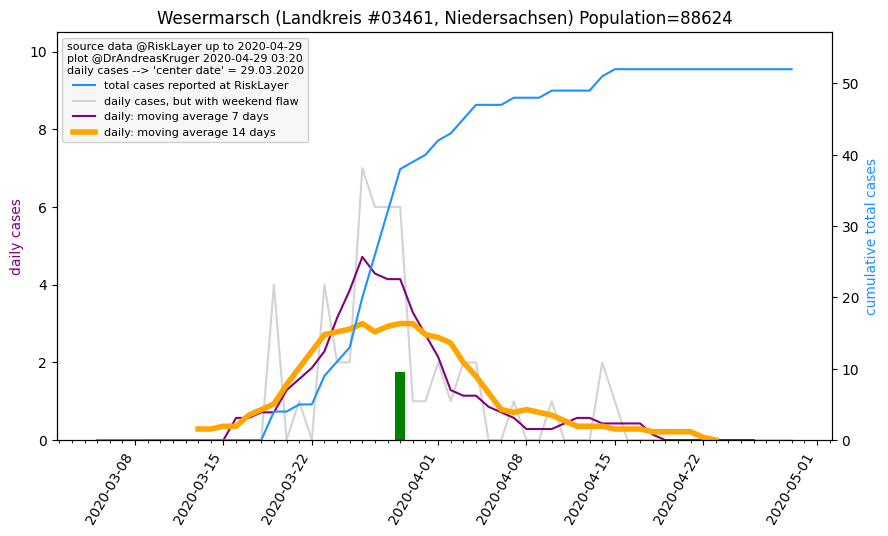 Wesermarsch (Landkreis #03461, Niedersachsen) Population=88624
source data @RiskLayer up to 2020-04-29
plot @DrAndreasKruger 2020-04-29 03:20
daily cases --> 'center date' = 29.03.2020
total cases reported at RiskLayer
daily cases, but with weekend flaw
daily: moving average 7 days
daily: moving average 14 days
daily cases
10
8
6
4
2
0
cumulative total cases
50
40
30
20
10
0
2020-03-08
2020-03-15
2020-03-22
2020-04-01
2020-04-08
2020-04-15
2020-04-22
2020-05-01